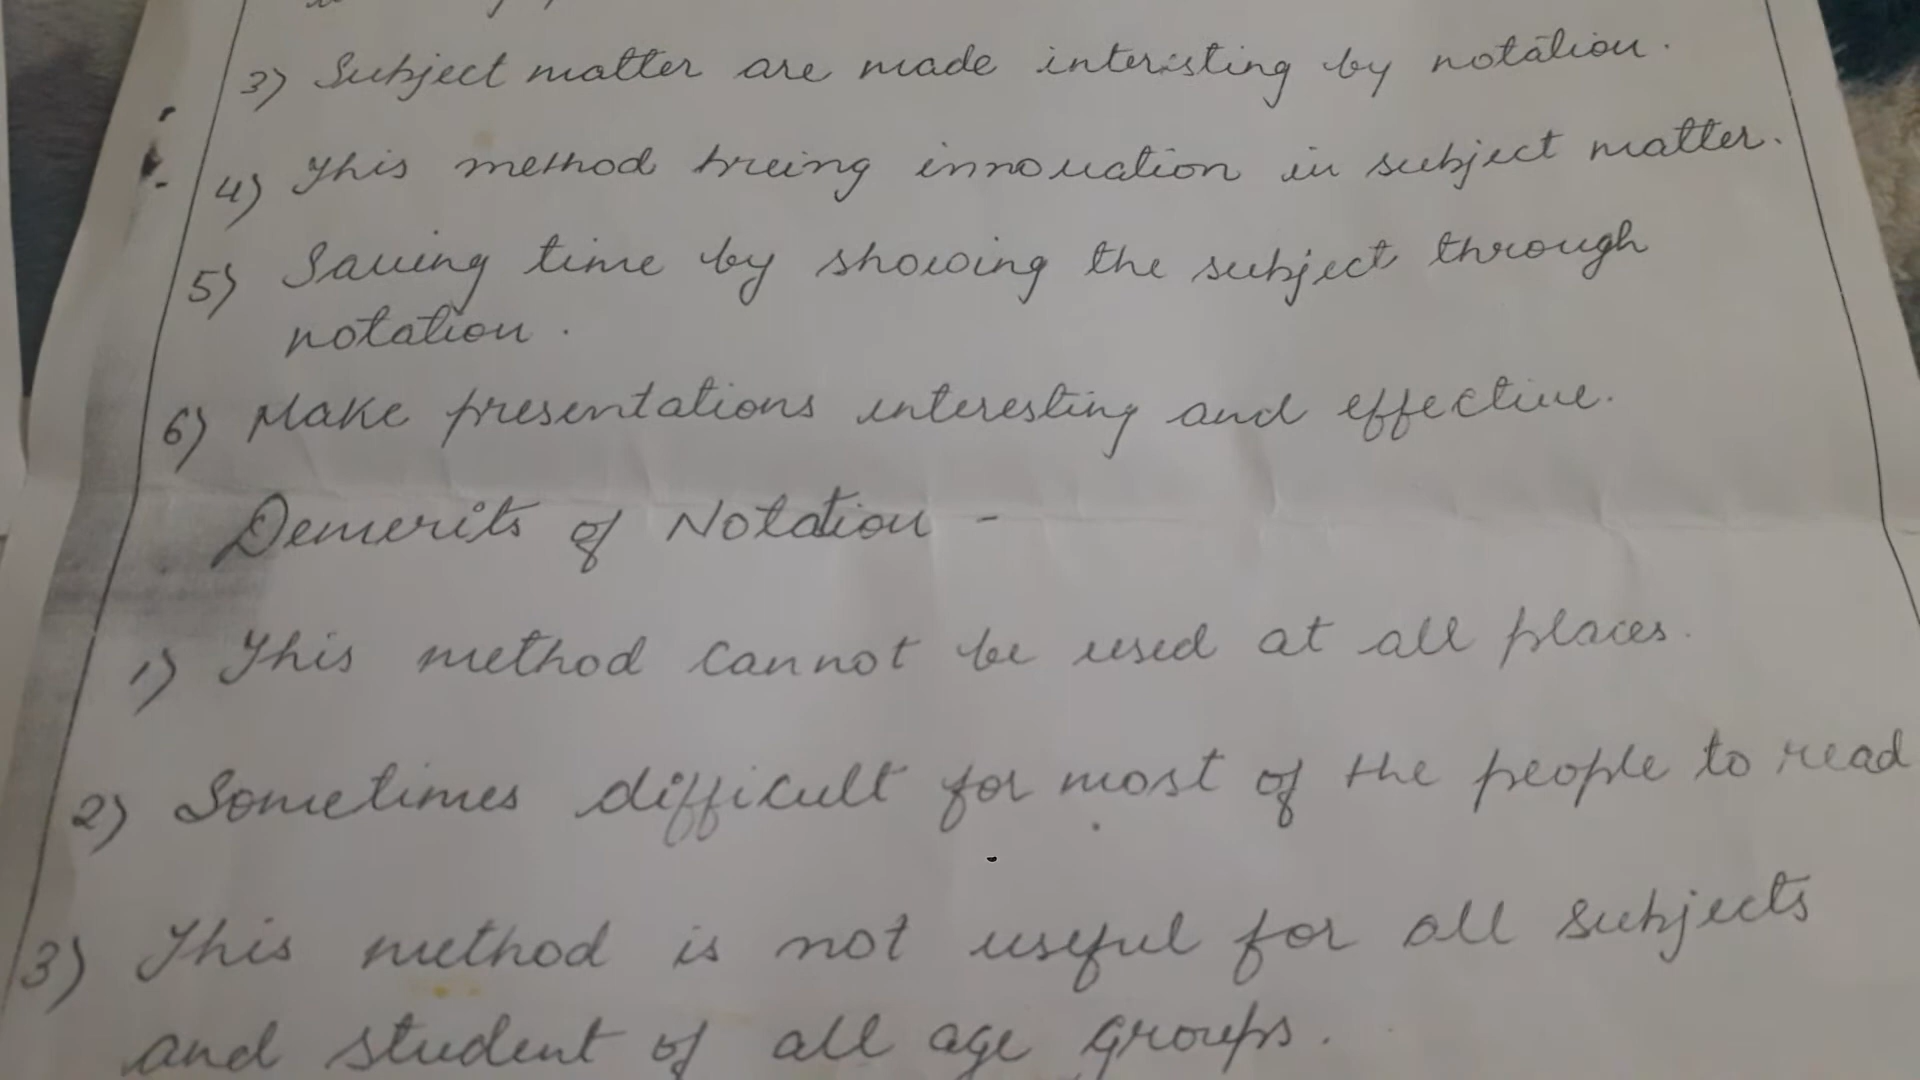 3) Subject matter are made interisting by notation.
4) This method breing innovation in subject matter.
5) Saving time by showing the subject through
notation.
6) Make presentations interesting and effective.
Demerits of Notation -
1) This method cannot be used at all places.
2) Sometimes difficult for most of the people to read
3) This method is not useful for all subjects
and student of all age groups.